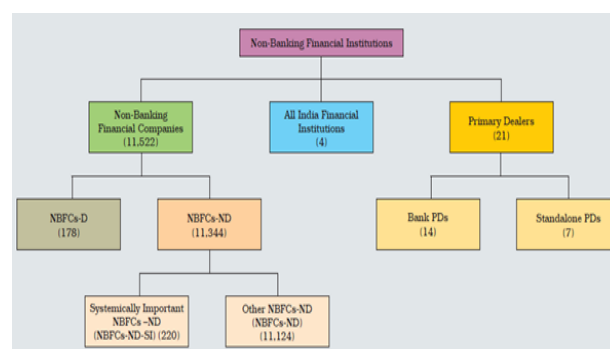 Non-Banking Financial Institutions
Non-Banking
Financial Companies
(11,522)
All India Financial
Institutions
(4)
Primary Dealers
(21)
NBFCs-D
(178)
NBFCs-ND
(11,344)
Bank PDs
(14)
Standalone PDs
(7)
Systemically Important
NBFCs –ND
(NBFCs-ND-SI) (220)
Other NBFCs-ND
(NBFCs-ND)
(11,124)